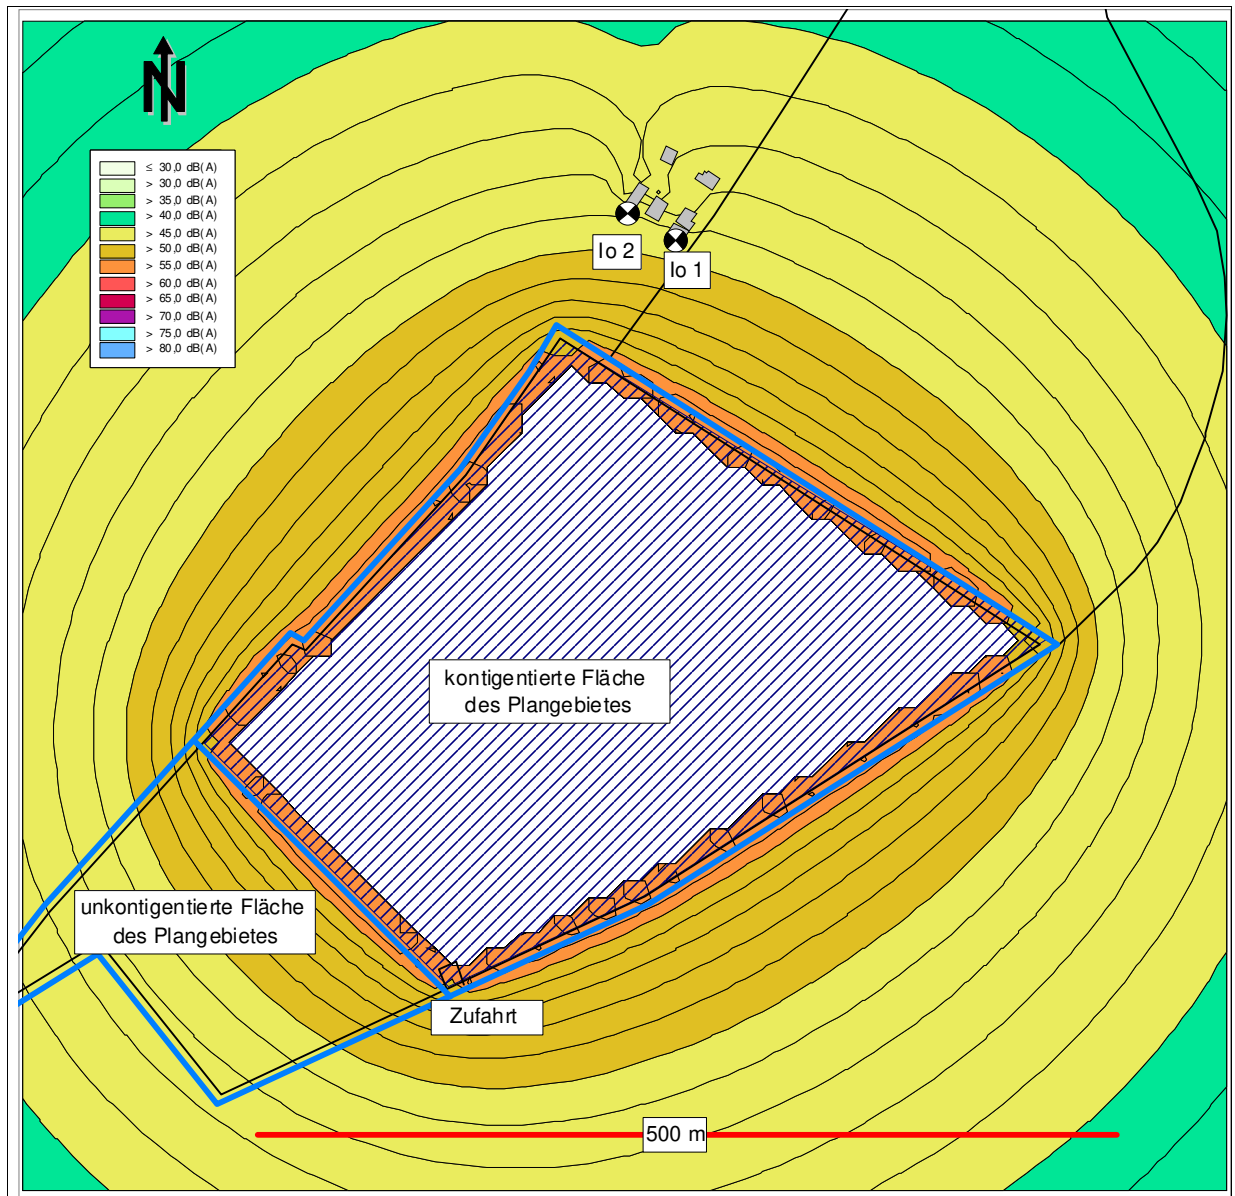 N
≤ 30,0 dB(A)
> 30,0 dB(A)
> 35,0 dB(A)
> 40,0 dB(A)
> 45,0 dB(A)
> 50,0 dB(A)
> 55,0 dB(A)
> 60,0 dB(A)
> 65,0 dB(A)
> 70,0 dB(A)
> 75,0 dB(A)
> 80,0 dB(A)
Io 2
Io 1
kontigentierte Fläche
des Plangebietes
unkontigentierte Fläche
des Plangebietes
Zufahrt
500 m